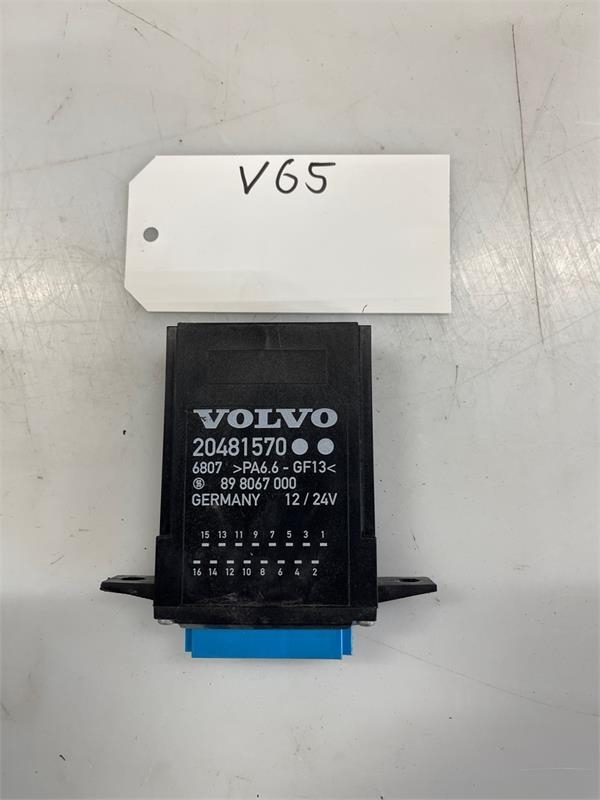 V65
VOLVO
20481570
6807 >PA6.6 - GF13<
Ⓢ 89 8067 000
GERMANY 12 / 24V
15 13 11 9 7 5 3 1
16 14 12 10 8 6 4 2